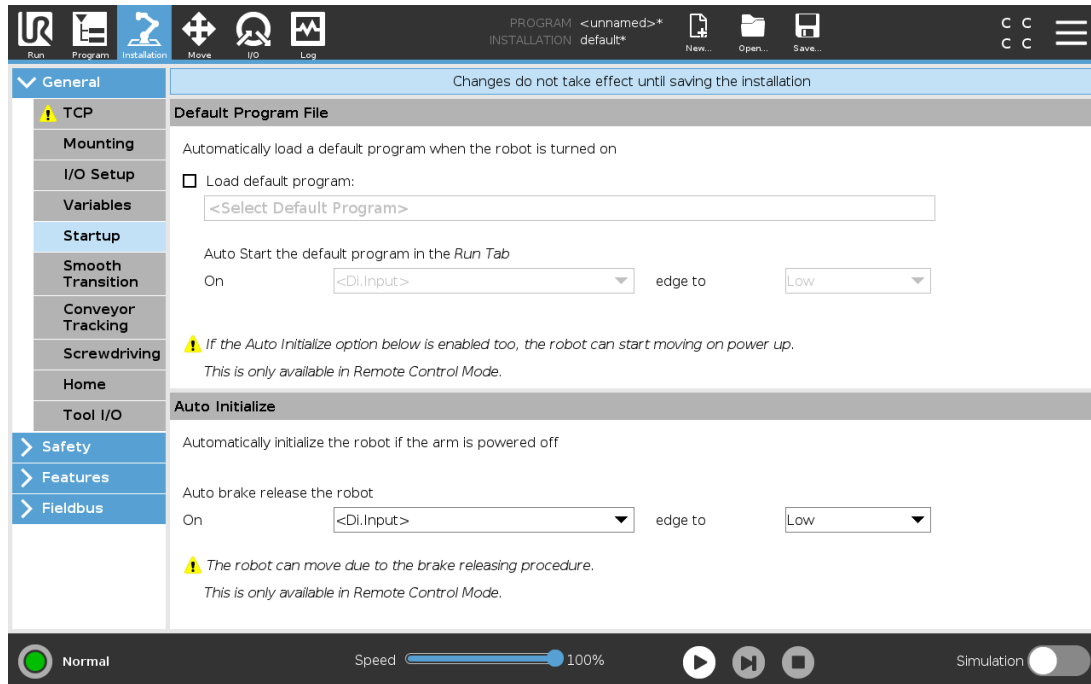 UR
Run
Program
Installation
Move
I/O
Log
PROGRAM <unnamed>*
INSTALLATION default*
New...
Open...
Save...
C C
C C
General
TCP
Mounting
I/O Setup
Variables
Startup
Smooth
Transition
Conveyor
Tracking
Screwdriving
Home
Tool I/O
Safety
Features
Fieldbus
Changes do not take effect until saving the installation
Default Program File
Automatically load a default program when the robot is turned on
Load default program:
<Select Default Program>
Auto Start the default program in the Run Tab
On <Di.Input> edge to Low
If the Auto Initialize option below is enabled too, the robot can start moving on power up.
This is only available in Remote Control Mode.
Auto Initialize
Automatically initialize the robot if the arm is powered off
Auto brake release the robot
On <Di.Input> edge to Low
The robot can move due to the brake releasing procedure.
This is only available in Remote Control Mode.
Normal
Speed 100%
Simulation